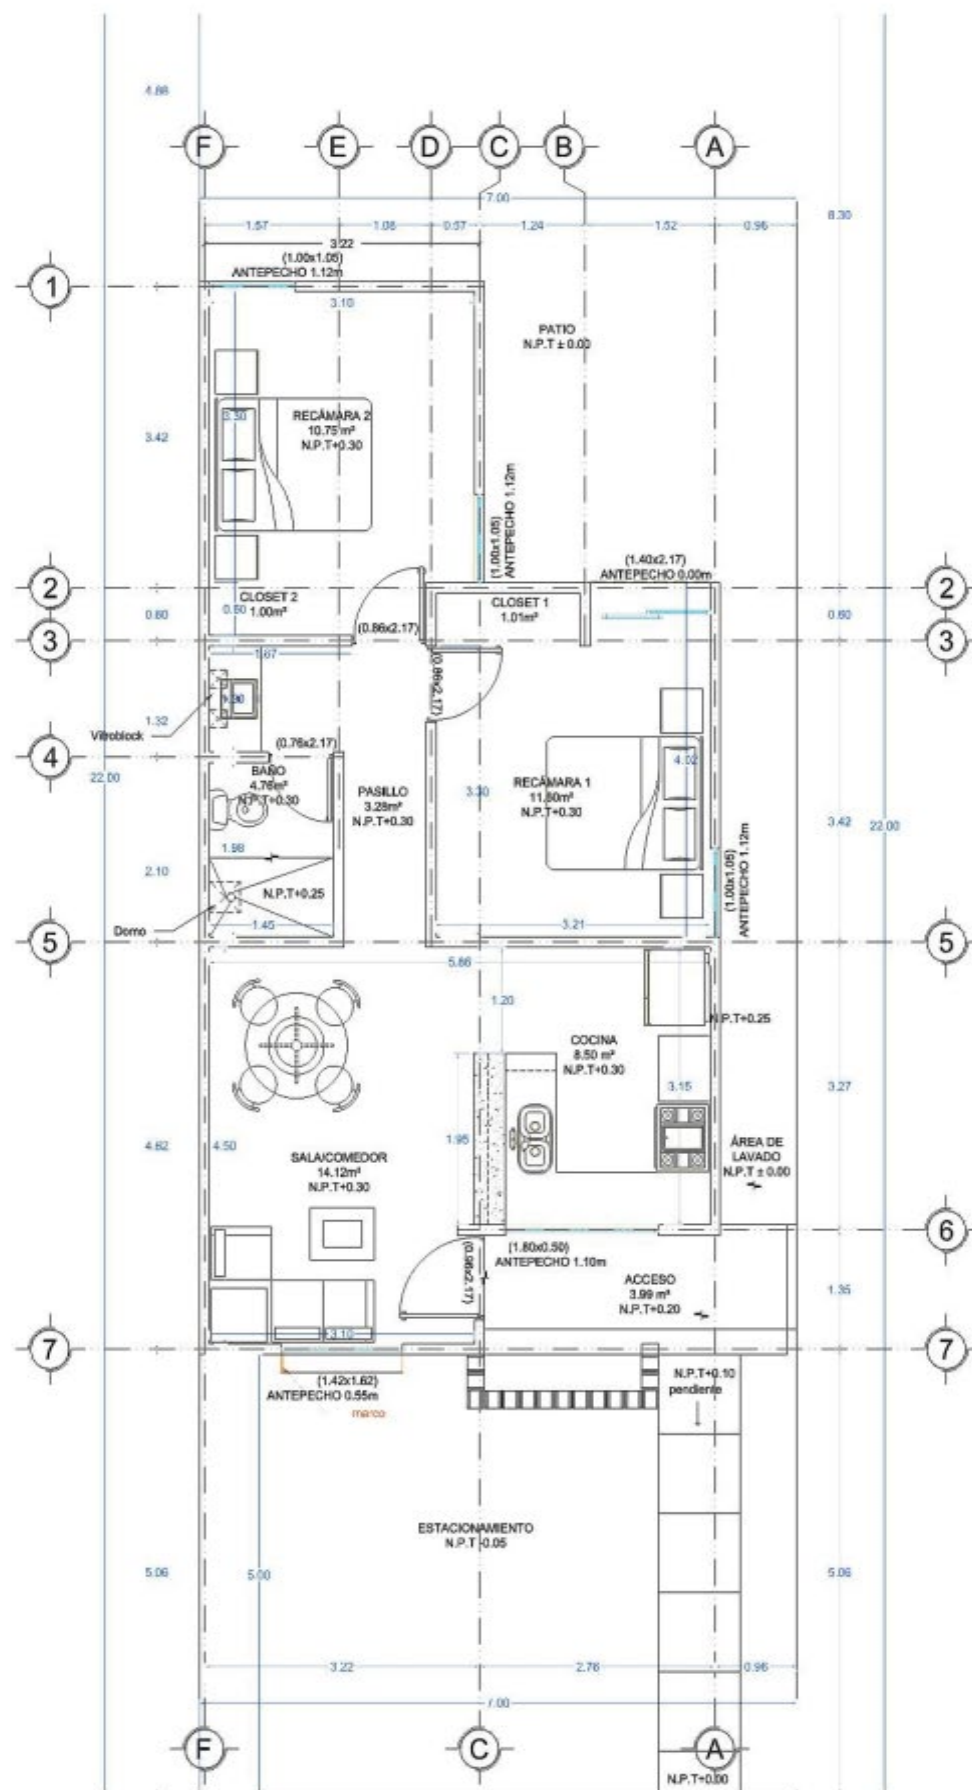 4.88
F
E
D
C
B
A
7.00
8.30
1.67
1.08
0.57
1.24
1.52
0.96
3.22
(1.00x1.05)
ANTEPECHO 1.12m
1
3.10
PATIO
N.P.T ± 0.00
3.50
RECÁMARA 2
10.75 m²
N.P.T+0.30
3.42
(1.00x1.05)
ANTEPECHO 1.12m
(1.40x2.17)
ANTEPECHO 0.00m
2
2
CLOSET 2
1.00m²
CLOSET 1
1.01m²
0.60
0.60
0.60
(0.86x2.17)
3
3
1.67
(0.86x2.17)
1.32
Vitroblock
(0.76x2.17)
4
22.00
BAÑO
4.76m²
N.P.T+0.30
PASILLO
3.28m²
N.P.T+0.30
3.30
RECÁMARA 1
11.60m²
N.P.T+0.30
4.02
3.42
22.00
1.98
2.10
N.P.T+0.25
(1.00x1.05)
ANTEPECHO 1.12m
Domo
1.45
3.21
5
5
5.86
1.20
N.P.T+0.25
COCINA
8.50 m²
N.P.T+0.30
3.15
3.27
4.62
4.50
1.95
SALA/COMEDOR
14.12m²
N.P.T+0.30
ÁREA DE
LAVADO
N.P.T ± 0.00
6
(0.96x2.17)
(1.80x0.50)
ANTEPECHO 1.10m
ACCESO
3.99 m²
N.P.T+0.20
1.35
3.10
7
7
(1.42x1.62)
ANTEPECHO 0.55m
marco
N.P.T+0.10
pendiente
ESTACIONAMIENTO
N.P.T -0.05
5.06
5.00
5.06
3.22
2.76
0.96
7.00
F
C
A
N.P.T+0.00